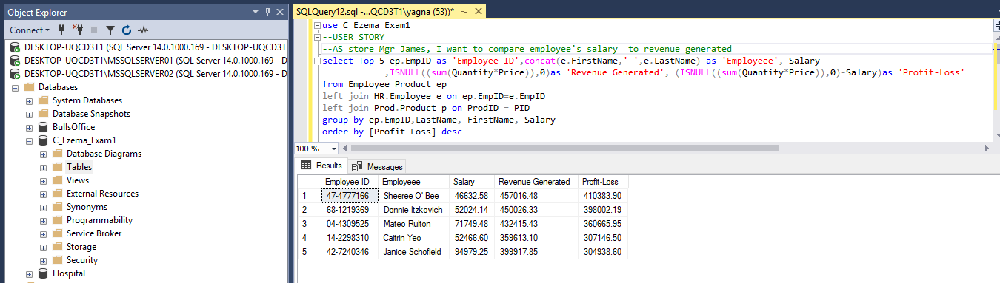 Object Explorer
Connect
DESKTOP-UQCD3T1 (SQL Server 14.0.1000.169 - DESKTOP-UQCD3T
DESKTOP-UQCD3T1\MSSQLSERVER01 (SQL Server 14.0.1000.169 - D
DESKTOP-UQCD3T1\MSSQLSERVER02 (SQL Server 14.0.1000.169 - D
Databases
System Databases
Database Snapshots
BullsOffice
C_Ezema_Exam1
Database Diagrams
Tables
Views
External Resources
Synonyms
Programmability
Service Broker
Storage
Security
Hospital
SQLQuery12.sql -...QCD3T1\yagna (53))*
use C_Ezema_Exam1
--USER STORY
--AS store Mgr James, I want to compare employee's salary  to revenue generated
select Top 5 ep.EmpID as 'Employee ID',concat(e.FirstName,' ',e.LastName) as 'Employeee', Salary
,ISNULL((sum(Quantity*Price)),0)as 'Revenue Generated', (ISNULL((sum(Quantity*Price)),0)-Salary)as 'Profit-Loss'
from Employee_Product ep
left join HR.Employee e on ep.EmpID=e.EmpID
left join Prod.Product p on ProdID = PID
group by ep.EmpID,LastName, FirstName, Salary
order by [Profit-Loss] desc
100 %
Results Messages
Employee ID Employeee Salary Revenue Generated Profit-Loss
1 47-4777166 Sheeree O' Bee 46632.58 457016.48 410383.90
2 68-1219369 Donnie Itzkovich 52024.14 450026.33 398002.19
3 04-4309525 Mateo Rulton 71749.48 432415.43 360665.95
4 14-2298310 Caitrin Yeo 52466.60 359613.10 307146.50
5 42-7240346 Janice Schofield 94979.25 399917.85 304938.60